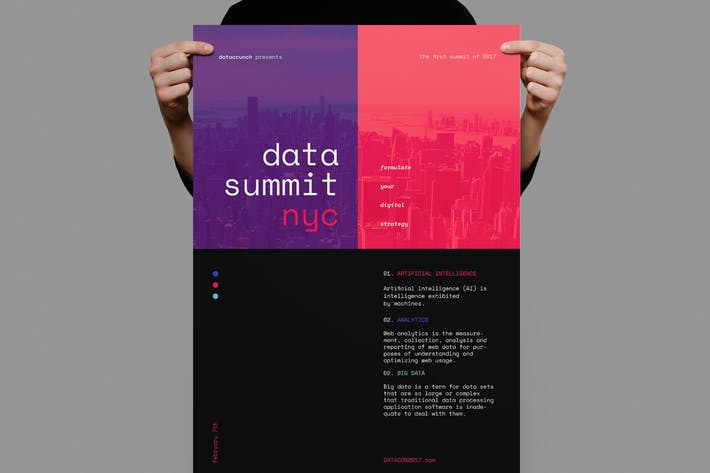 datacrunch presents
the first summit of 2017
data
summit
nyc
formulate
your
digital
strategy
01. ARTIFICIAL INTELLIGENCE
Artificial intelligence (AI) is
intelligence exhibited
by machines.
02. ANALYTICS
Web analytics is the measure-
ment, collection, analysis and
reporting of web data for pur-
poses of understanding and
optimizing web usage.
02. BIG DATA
Big data is a term for data sets
that are so large or complex
that traditional data processing
application software is inade-
quate to deal with them.
february 7th
DATACON2017.com